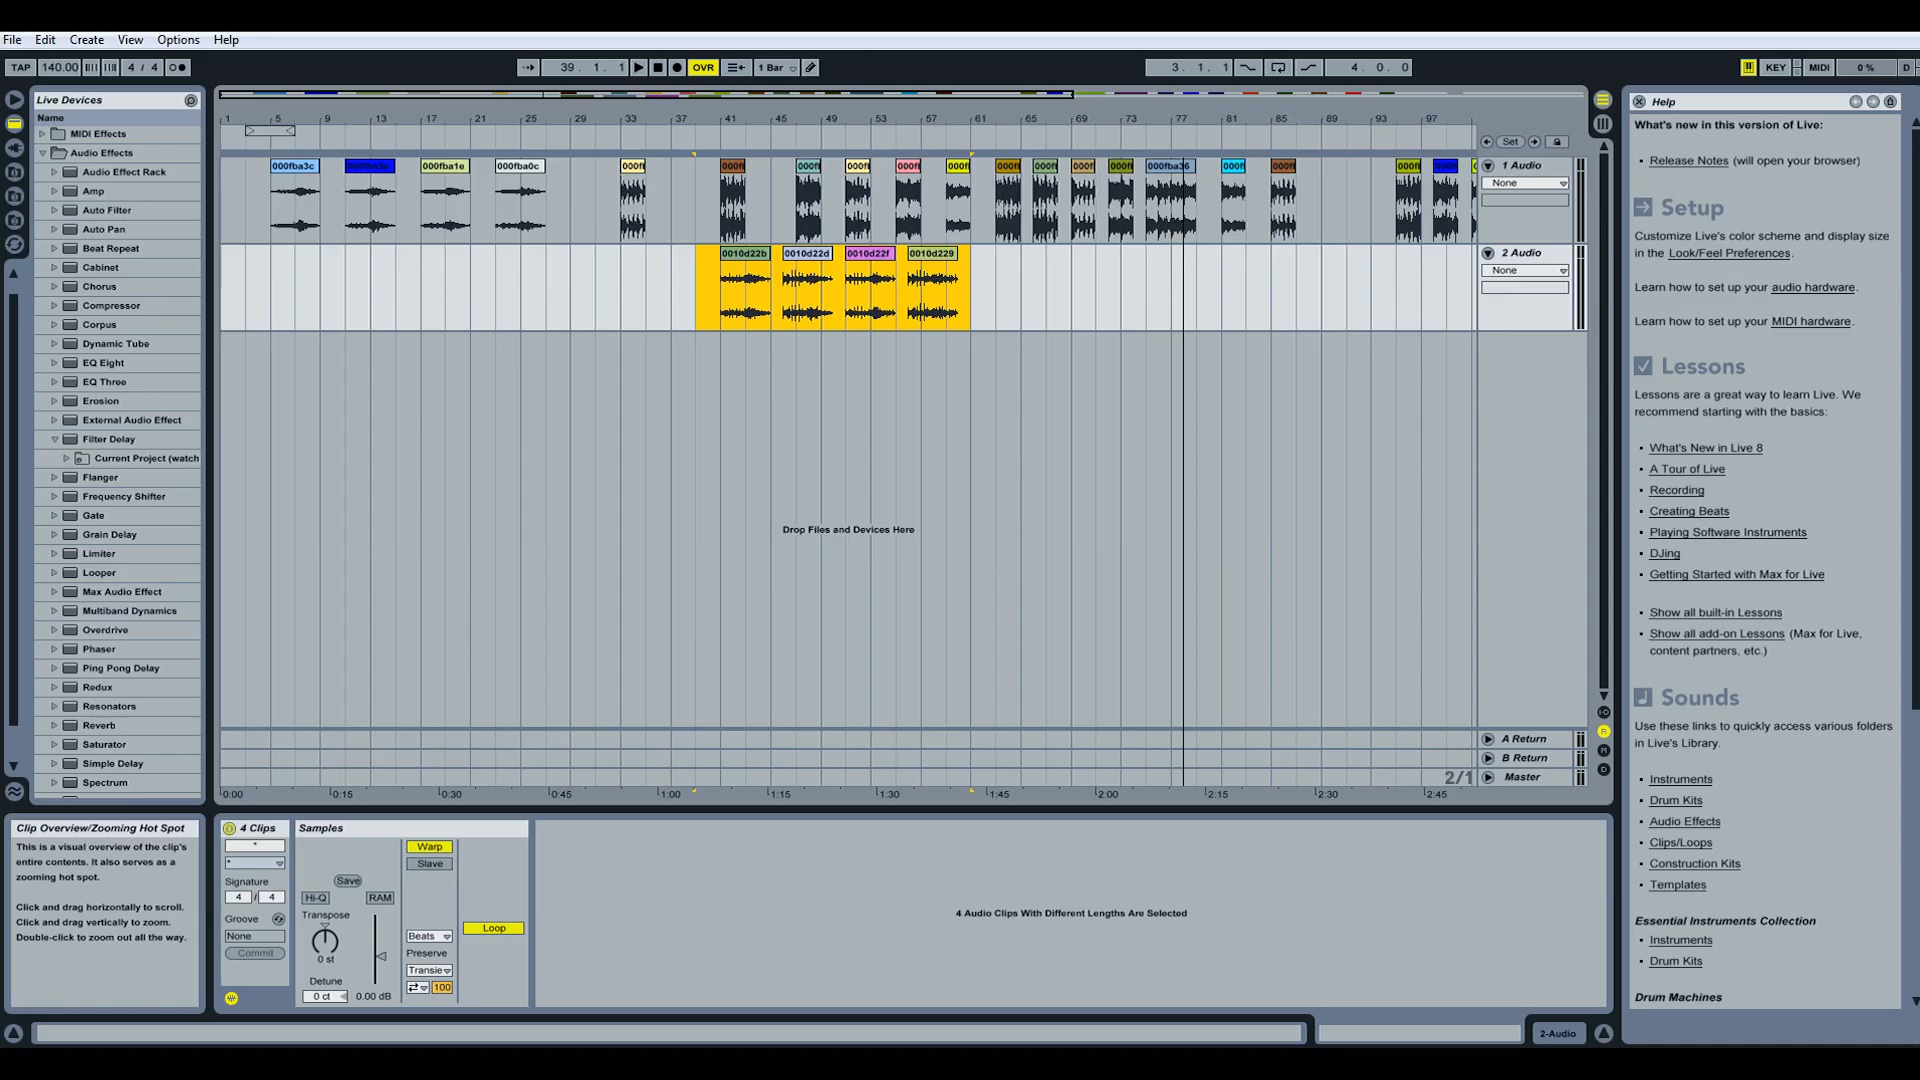 File Edit Create View Options Help
TAP 140.00 4 / 4 39. 1. 1 OVR 1 Bar 3. 1. 1 4. 0. 0 KEY MIDI 0 % D
Live Devices
Name
MIDI Effects
Audio Effects
Audio Effect Rack
Amp
Auto Filter
Auto Pan
Beat Repeat
Cabinet
Chorus
Compressor
Corpus
Dynamic Tube
EQ Eight
EQ Three
Erosion
External Audio Effect
Filter Delay
Current Project (watch
Flanger
Frequency Shifter
Gate
Grain Delay
Limiter
Looper
Max Audio Effect
Multiband Dynamics
Overdrive
Phaser
Ping Pong Delay
Redux
Resonators
Reverb
Saturator
Simple Delay
Spectrum
1 5 9 13 17 21 25 29 33 37 41 45 49 53 57 61 65 69 73 77 81 85 89 93 97
Set
000fba3c 000fba1e 000fba0c 000fba36
1 Audio
None
0010d22b 0010d22d 0010d22f 0010d229
2 Audio
None
Drop Files and Devices Here
A Return
B Return
2/1 Master
0:00 0:15 0:30 0:45 1:00 1:15 1:30 1:45 2:00 2:15 2:30 2:45
R
M
D
Help
What's new in this version of Live:
Release Notes (will open your browser)
Setup
Customize Live's color scheme and display size
in the Look/Feel Preferences.
Learn how to set up your audio hardware.
Learn how to set up your MIDI hardware.
Lessons
Lessons are a great way to learn Live. We
recommend starting with the basics:
What's New in Live 8
A Tour of Live
Recording
Creating Beats
Playing Software Instruments
DJing
Getting Started with Max for Live
Show all built-in Lessons
Show all add-on Lessons (Max for Live,
content partners, etc.)
Sounds
Use these links to quickly access various folders
in Live's Library.
Instruments
Drum Kits
Audio Effects
Clips/Loops
Construction Kits
Templates
Essential Instruments Collection
Instruments
Drum Kits
Drum Machines
Clip Overview/Zooming Hot Spot
This is a visual overview of the clip's
entire contents. It also serves as a
zooming hot spot.
Click and drag horizontally to scroll.
Click and drag vertically to zoom.
Double-click to zoom out all the way.
4 Clips
*
*
Signature
4 / 4
Groove
None
Commit
Samples
Save
Hi-Q RAM
Transpose
0 st
Detune
0 ct 0.00 dB
Warp
Slave
Beats
Preserve
Transie
100
Loop
4 Audio Clips With Different Lengths Are Selected
2-Audio